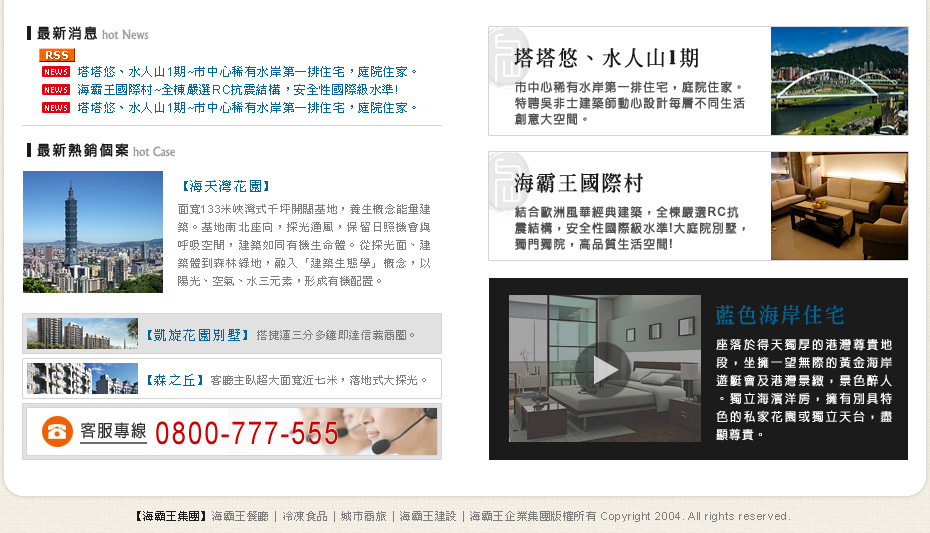 最新消息 hot News
RSS
NEWS 塔塔悠、水人山1期~市中心稀有水岸第一排住宅，庭院住家。
NEWS 海霸王國際村~全棟嚴選RC抗震結構，安全性國際級水準!
NEWS 塔塔悠、水人山1期~市中心稀有水岸第一排住宅，庭院住家。
最新熱銷個案 hot Case
【海天灣花園】
面寬133米峽灣式千坪開闊基地，養生概念能量建
築。基地南北座向，採光通風，保留日照機會與
呼吸空間，建築如同有機生命體。從採光面、建
築體到森林綠地，融入「建築生態學」概念，以
陽光、空氣、水三元素，形成有機配置。
【凱旋花園別墅】搭捷運三分多鐘即達信義商圈。
【森之丘】客廳主臥超大面寬近七米，落地式大採光。
客服專線 0800-777-555
塔塔悠、水人山1期
市中心稀有水岸第一排住宅，庭院住家。
特聘吳非士建築師動心設計每層不同生活
創意大空間。
海霸王國際村
結合歐洲風華經典建築，全棟嚴選RC抗
震結構，安全性國際級水準!大庭院別墅，
獨門獨院，高品質生活空間!
藍色海岸住宅
座落於得天獨厚的港灣尊貴地
段，坐擁一望無際的黃金海岸
遊艇會及港灣景緻，景色醉人
。獨立海濱洋房，擁有別具特
色的私家花園或獨立天台，盡
顯尊貴。
【海霸王集團】海霸王餐廳｜冷凍食品｜城市商旅｜海霸王建設｜海霸王企業集團版權所有 Copyright 2004. All rights reserved.